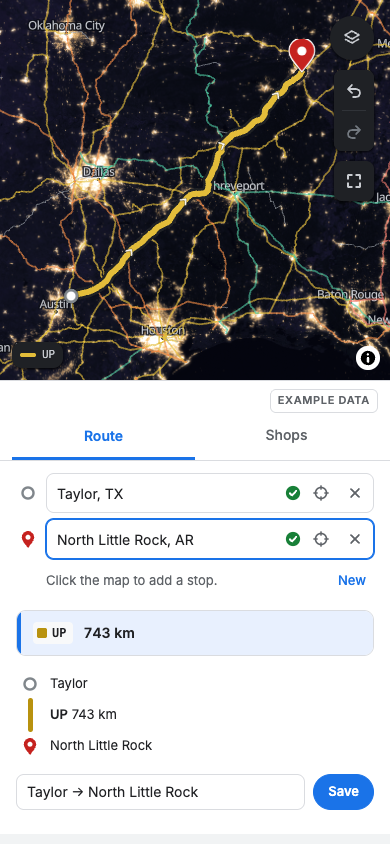 Oklahoma City
Dallas
hreveport
Austin
Baton Rouge
Houston
New
UP
EXAMPLE DATA
Route
Shops
Taylor, TX
North Little Rock, AR
Click the map to add a stop.
New
UP
743 km
Taylor
UP 743 km
North Little Rock
Taylor → North Little Rock
Save